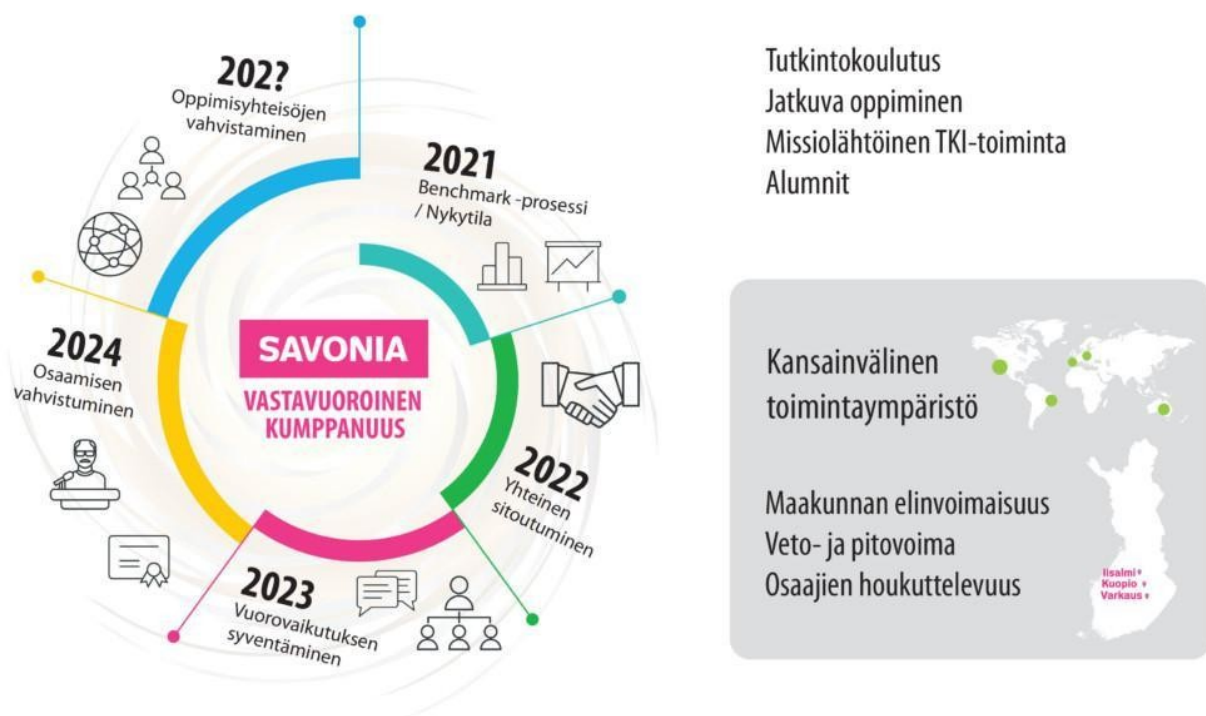 202?
Oppimisyhteisöjen
vahvistaminen
2021
Benchmark -prosessi
/ Nykytila
2024
Osaamisen
vahvistuminen
SAVONIA
VASTAVUOROINEN
KUMPPANUUS
2022
Yhteinen
sitoutuminen
2023
Vuorovaikutuksen
syventäminen
Tutkintokoulutus
Jatkuva oppiminen
Missiolähtöinen TKI-toiminta
Alumnit
Kansainvälinen
toimintaympäristö
Maakunnan elinvoimaisuus
Veto- ja pitovoima
Osaajien houkuttelevuus
Iisalmi
Kuopio
Varkaus